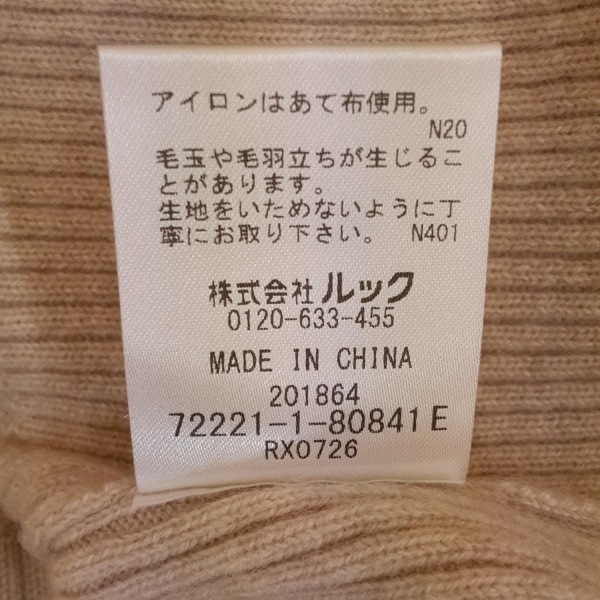 アイロンはあて布使用。
N20
毛玉や毛羽立ちが生じるこ
とがあります。
生地をいためないように丁
寧にお取り下さい。 N401
株式会社ルック
0120-633-455
MADE IN CHINA
201864
72221-1-80841E
RX0726